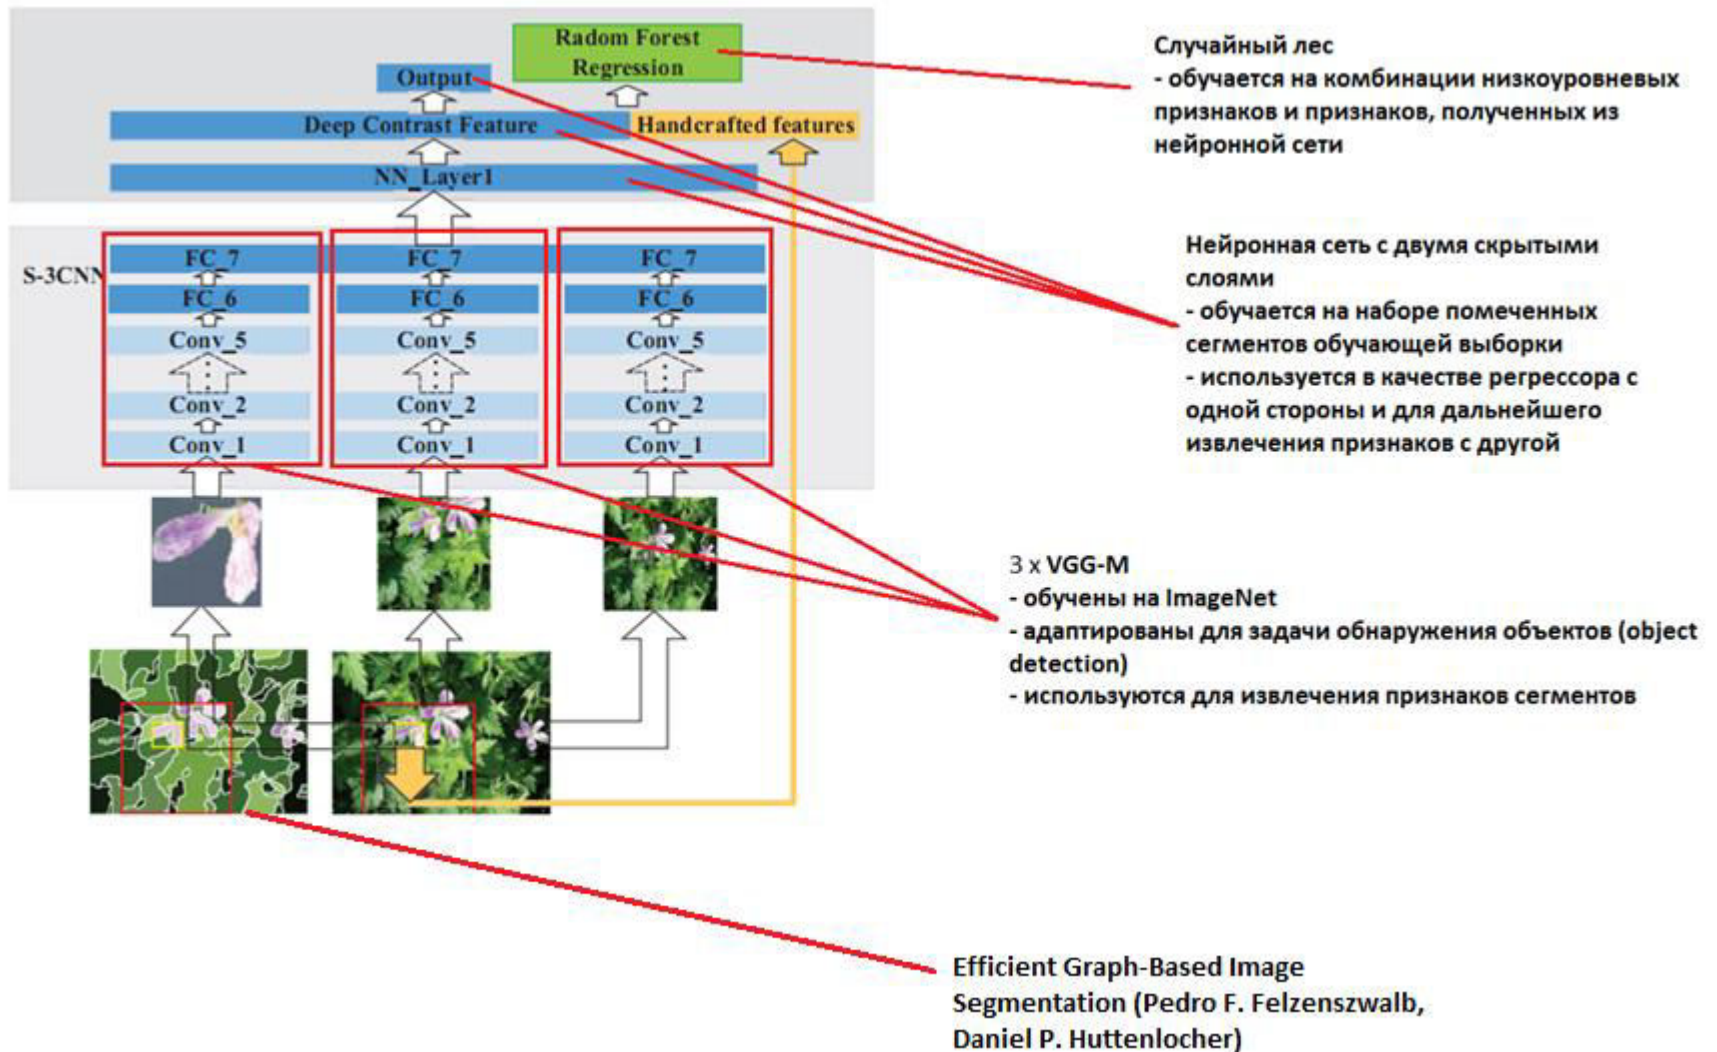 Radom Forest
Regression
Output
Deep Contrast Feature
Handcrafted features
NN_Layer1
S-3CNN
FC_7
FC_7
FC_7
FC_6
FC_6
FC_6
Conv_5
Conv_5
Conv_5
Conv_2
Conv_2
Conv_2
Conv_1
Conv_1
Conv_1
Случайный лес
- обучается на комбинации низкоуровневых
признаков и признаков, полученных из
нейронной сети
Нейронная сеть с двумя скрытыми
слоями
- обучается на наборе помеченных
сегментов обучающей выборки
- используется в качестве регрессора с
одной стороны и для дальнейшего
извлечения признаков с другой
3 x VGG-M
- обучены на ImageNet
- адаптированы для задачи обнаружения объектов (object
detection)
- используются для извлечения признаков сегментов
Efficient Graph-Based Image
Segmentation (Pedro F. Felzenszwalb,
Daniel P. Huttenlocher)